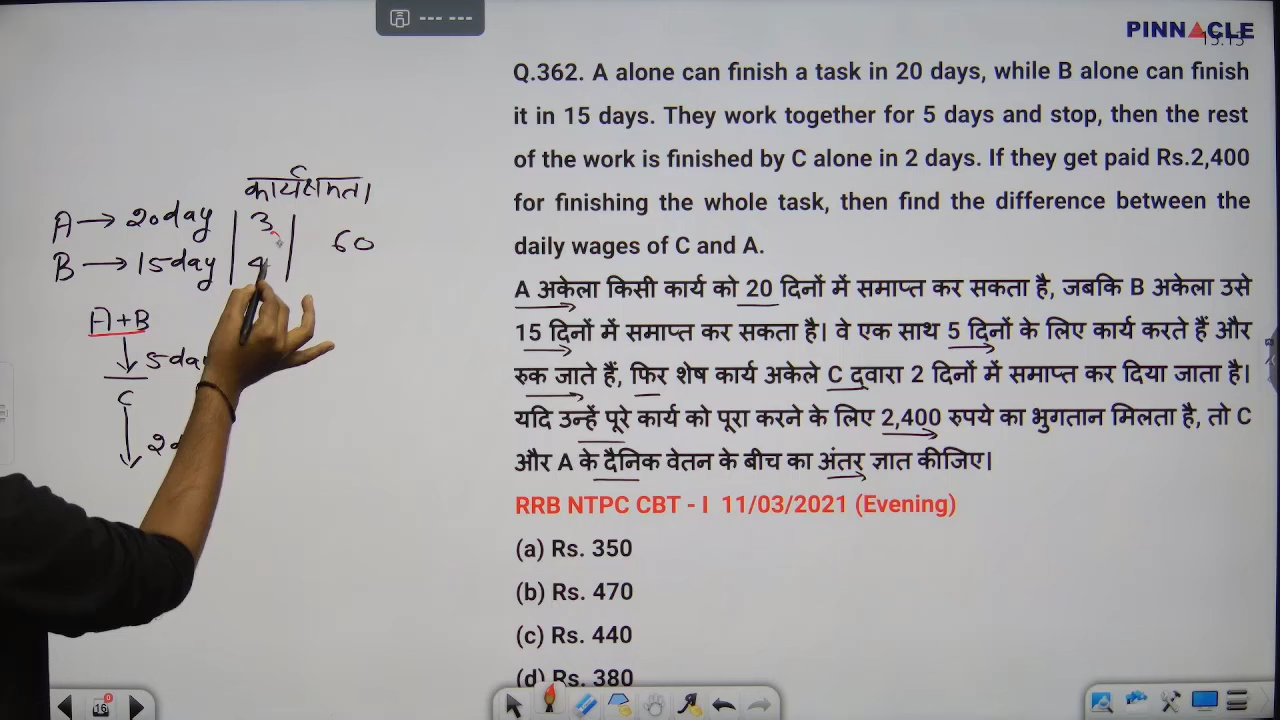 PINNACLE
Q.362. A alone can finish a task in 20 days, while B alone can finish
it in 15 days. They work together for 5 days and stop, then the rest
of the work is finished by C alone in 2 days. If they get paid Rs.2,400
for finishing the whole task, then find the difference between the
daily wages of C and A.
A अकेला किसी कार्य को 20 दिनों में समाप्त कर सकता है, जबकि B अकेला उसे
15 दिनों में समाप्त कर सकता है। वे एक साथ 5 दिनों के लिए कार्य करते हैं और
रुक जाते हैं, फिर शेष कार्य अकेले C द्वारा 2 दिनों में समाप्त कर दिया जाता है।
यदि उन्हें पूरे कार्य को पूरा करने के लिए 2,400 रुपये का भुगतान मिलता है, तो C
और A के दैनिक वेतन के बीच का अंतर ज्ञात कीजिए।
RRB NTPC CBT - I 11/03/2021 (Evening)
(a) Rs. 350
(b) Rs. 470
(c) Rs. 440
(d) Rs. 380
कार्यक्षमता
A → 20 day | 3 |
60
B → 15 day | 4 |
A+B
↓ 5 da
C
↓
16